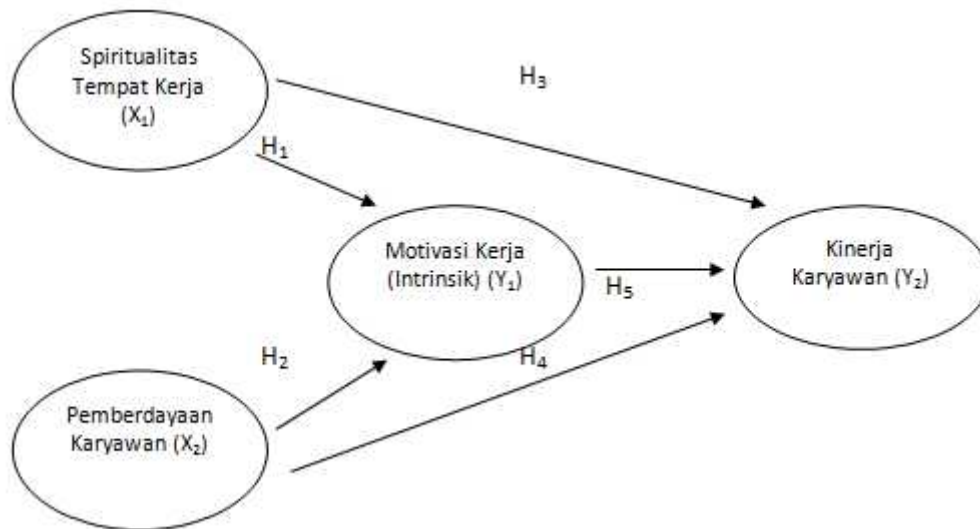 Spiritualitas
Tempat Kerja
(X₁)
H₃
H₁
Motivasi Kerja
(Intrinsik) (Y₁)
Kinerja
Karyawan (Y₂)
H₅
H₂
H₄
Pemberdayaan
Karyawan (X₂)